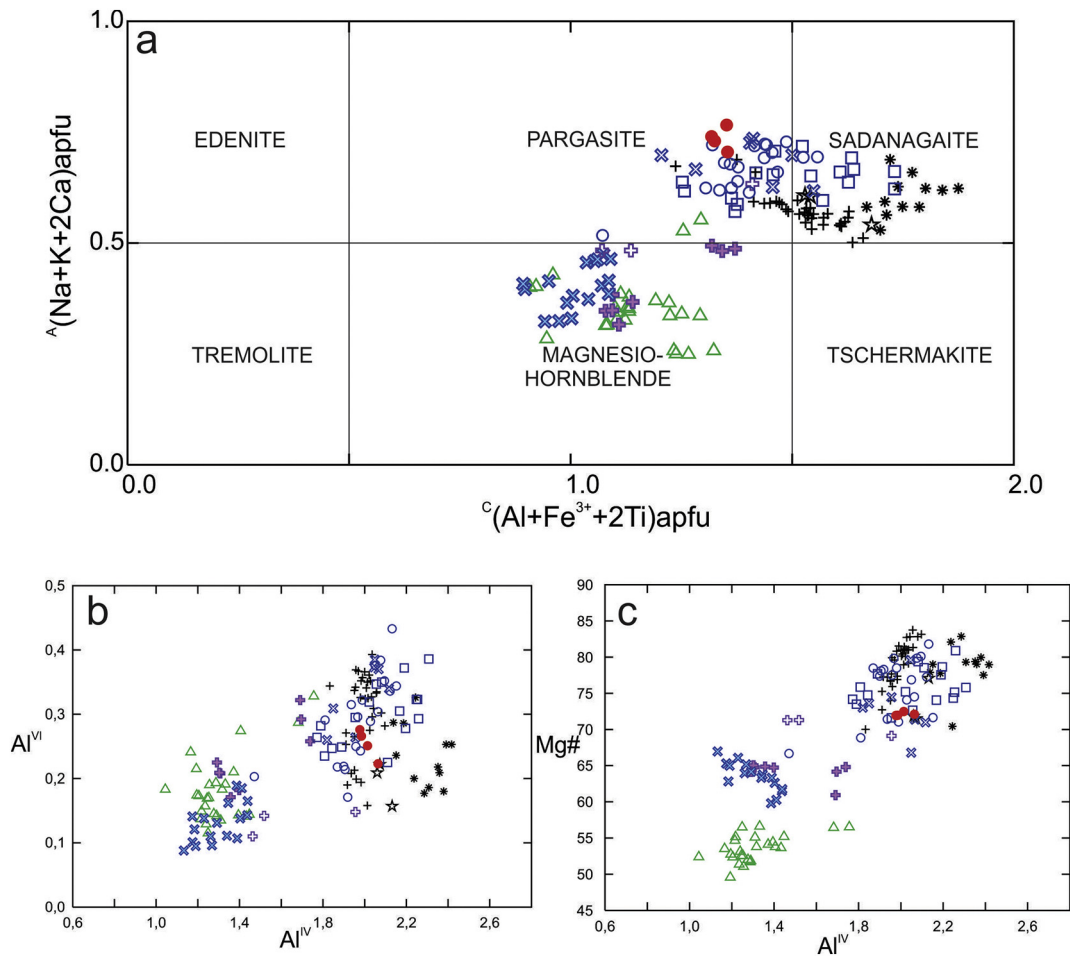 a
1.0
0.5
0.0
ᴬ(Na+K+2Ca)apfu
EDENITE
PARGASITE
SADANAGAITE
TREMOLITE
MAGNESIO-
HORNBLENDE
TSCHERMAKITE
0.0
1.0
2.0
ᶜ(Al+Fe³⁺+2Ti)apfu
b
0,5
0,4
0,3
0,2
0,1
0,0
Alⱽᴵ
0,6
1,0
1,4
1,8
2,2
2,6
Alᴵⱽ
c
90
85
80
75
70
65
60
55
50
45
Mg#
0,6
1,0
1,4
1,8
2,2
2,6
Alᴵⱽ